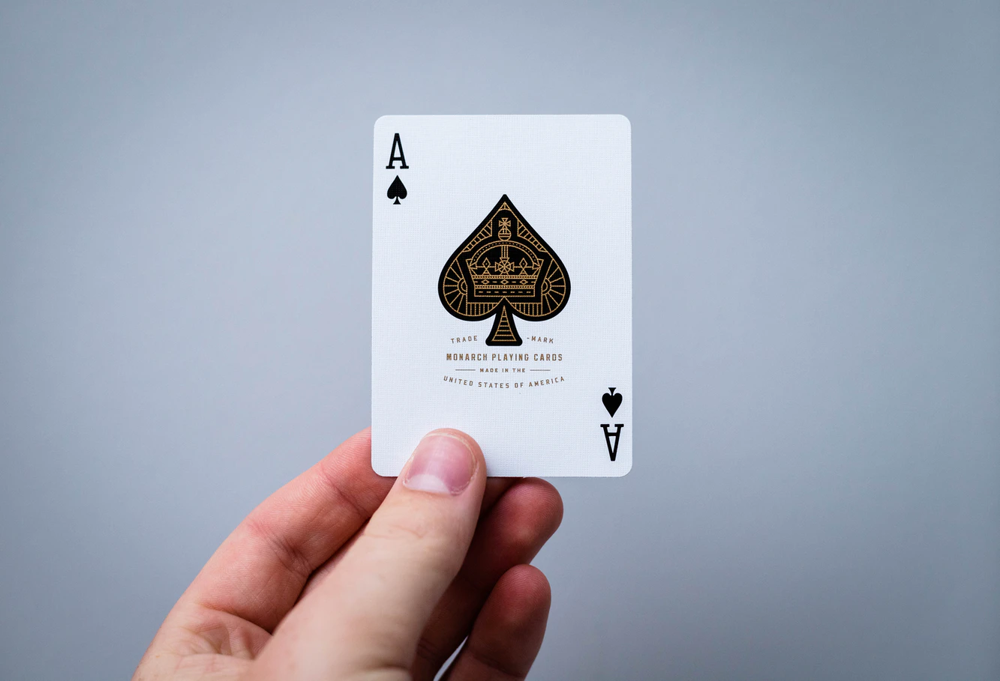 A
TRADE -MARK
MONARCH PLAYING CARDS
MADE IN THE
UNITED STATES OF AMERICA
A